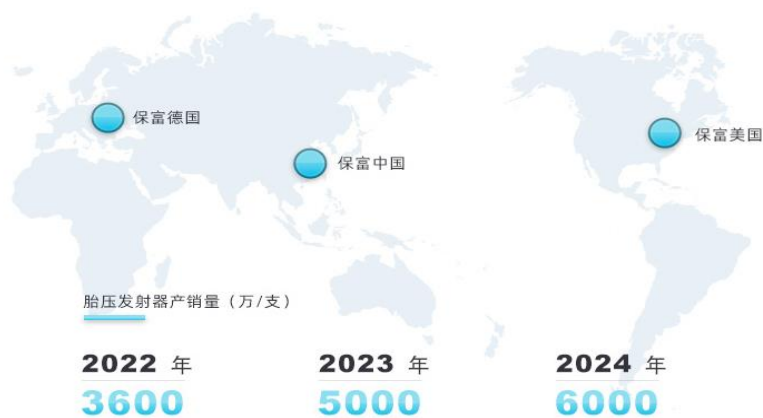 保富德国
保富中国
保富美国
胎压发射器产销量（万/支）
2022 年
2023 年
2024 年
3600
5000
6000